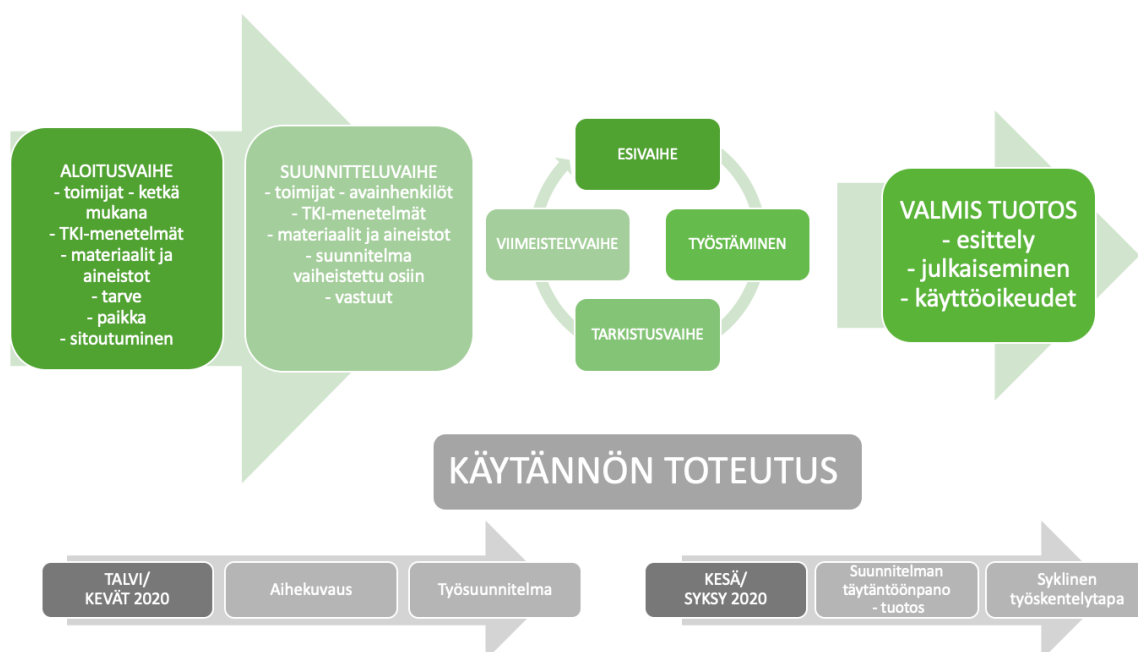 ALOITUSVAIHE
- toimijat - ketkä
mukana
- TKI-menetelmät
- materiaalit ja
aineistot
- tarve
- paikka
- sitoutuminen
SUUNNITTELUVAIHE
- toimijat - avainhenkilöt
- TKI-menetelmät
- materiaalit ja aineistot
- suunnitelma
vaiheistettu osiin
- vastuut
ESIVAIHE
TYÖSTÄMINEN
TARKISTUSVAIHE
VIIMEISTELYVAIHE
VALMIS TUOTOS
- esittely
- julkaiseminen
- käyttöoikeudet
KÄYTÄNNÖN TOTEUTUS
TALVI/
KEVÄT 2020
Aihekuvaus
Työsuunnitelma
KESÄ/
SYKSY 2020
Suunnitelman
täytäntöönpano
- tuotos
Syklinen
työskentelytapa